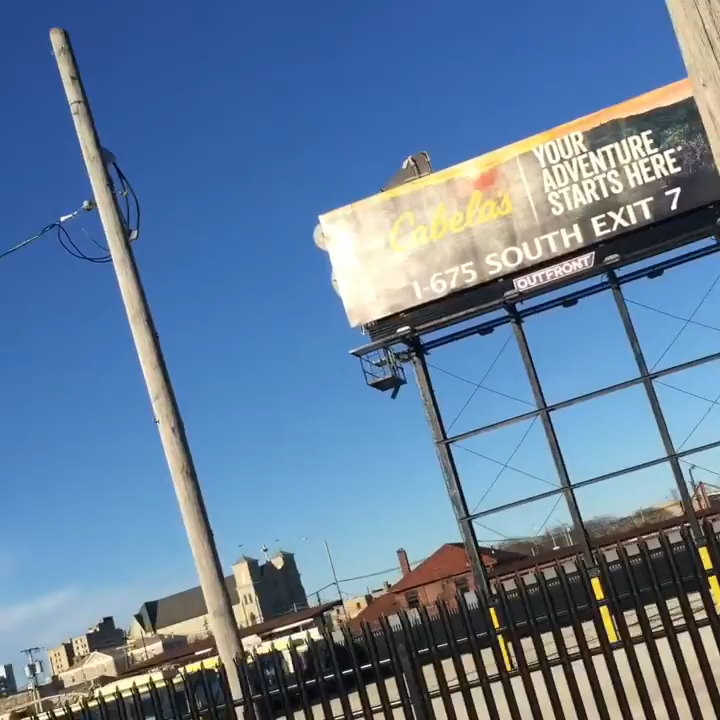 Cabela's
YOUR
ADVENTURE
STARTS HERE*
I-675 SOUTH EXIT 7
OUTFRONT